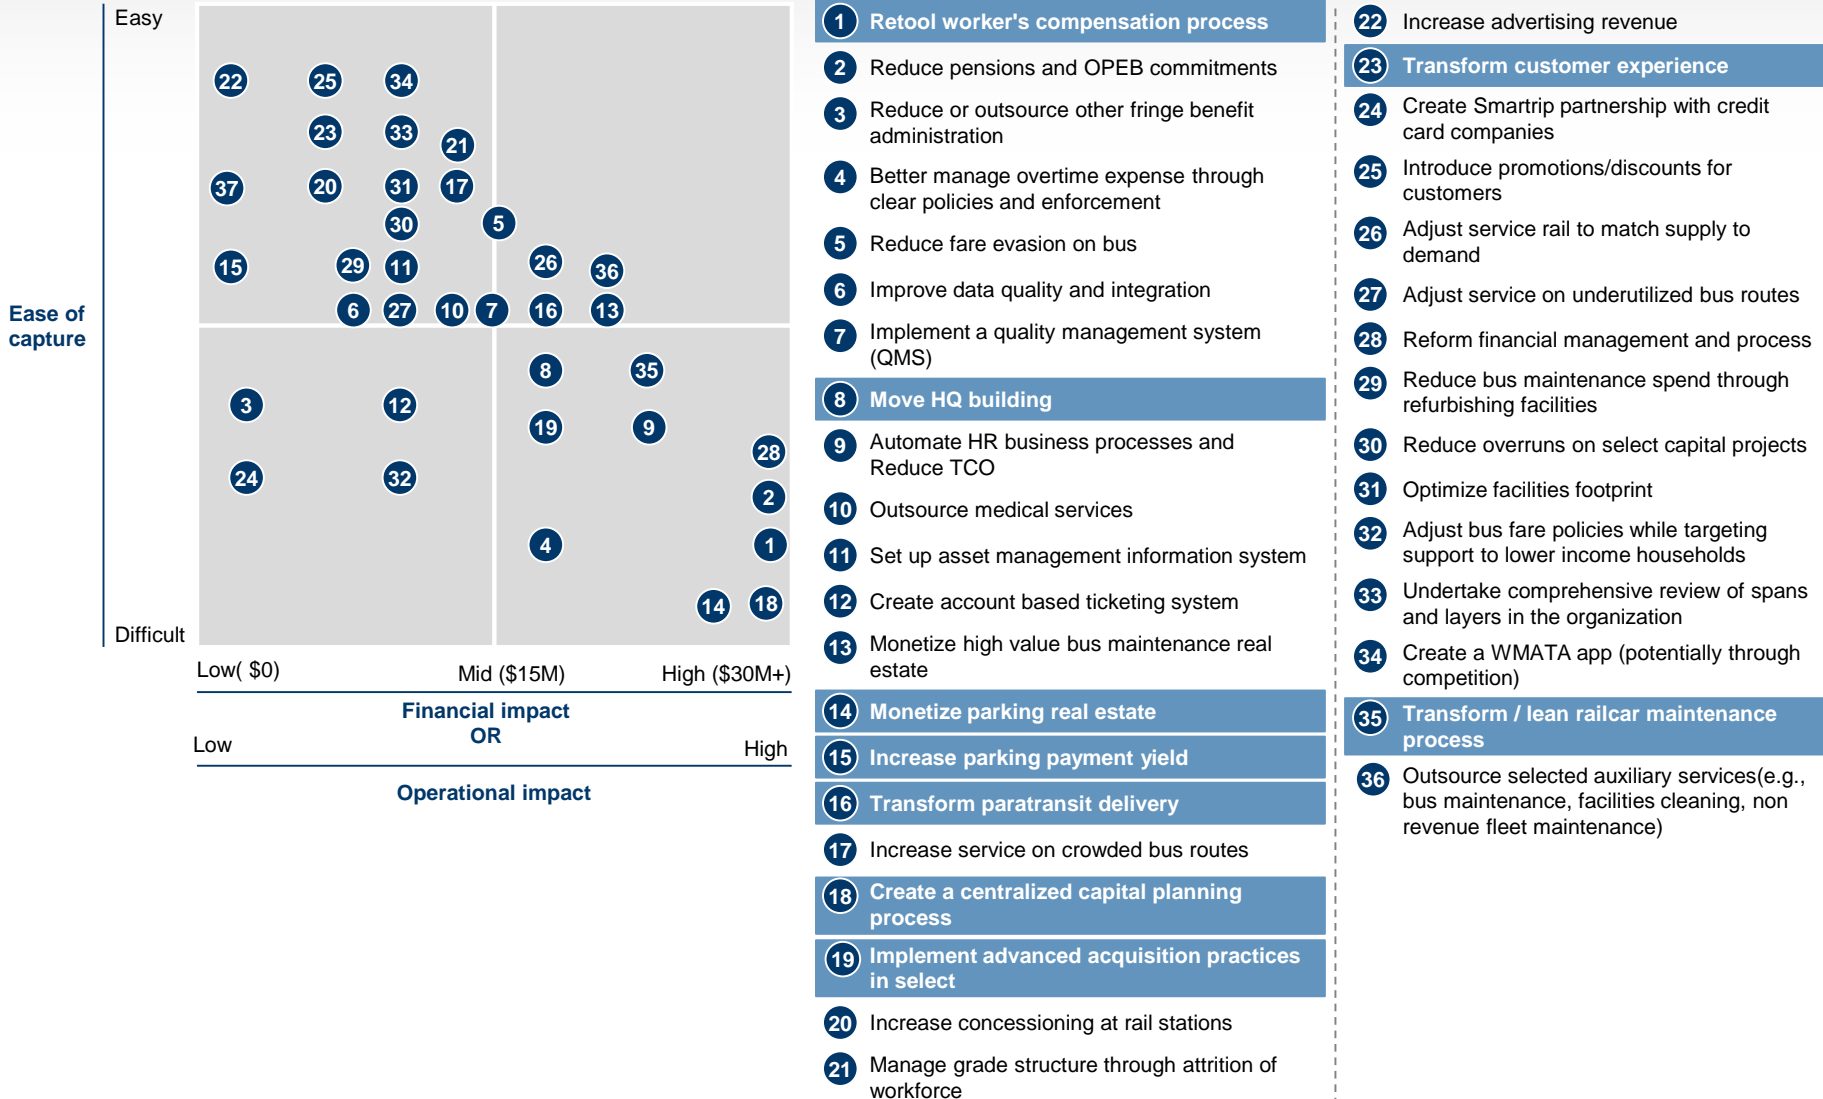 Easy
22
25
34
23
33
21
37
20
31
17
30
5
15
29
11
26
36
6
27
10
7
16
13
Ease of
capture
8
35
3
12
19
9
28
24
32
2
4
1
14
18
Difficult
Low( $0)
Mid ($15M)
High ($30M+)
Financial impact
OR
Low
High
Operational impact
1 Retool worker's compensation process
2 Reduce pensions and OPEB commitments
3 Reduce or outsource other fringe benefit
administration
4 Better manage overtime expense through
clear policies and enforcement
5 Reduce fare evasion on bus
6 Improve data quality and integration
7 Implement a quality management system
(QMS)
8 Move HQ building
9 Automate HR business processes and
Reduce TCO
10 Outsource medical services
11 Set up asset management information system
12 Create account based ticketing system
13 Monetize high value bus maintenance real
estate
14 Monetize parking real estate
15 Increase parking payment yield
16 Transform paratransit delivery
17 Increase service on crowded bus routes
18 Create a centralized capital planning
process
19 Implement advanced acquisition practices
in select
20 Increase concessioning at rail stations
21 Manage grade structure through attrition of
workforce
22 Increase advertising revenue
23 Transform customer experience
24 Create Smartrip partnership with credit
card companies
25 Introduce promotions/discounts for
customers
26 Adjust service rail to match supply to
demand
27 Adjust service on underutilized bus routes
28 Reform financial management and process
29 Reduce bus maintenance spend through
refurbishing facilities
30 Reduce overruns on select capital projects
31 Optimize facilities footprint
32 Adjust bus fare policies while targeting
support to lower income households
33 Undertake comprehensive review of spans
and layers in the organization
34 Create a WMATA app (potentially through
competition)
35 Transform / lean railcar maintenance
process
36 Outsource selected auxiliary services(e.g.,
bus maintenance, facilities cleaning, non
revenue fleet maintenance)